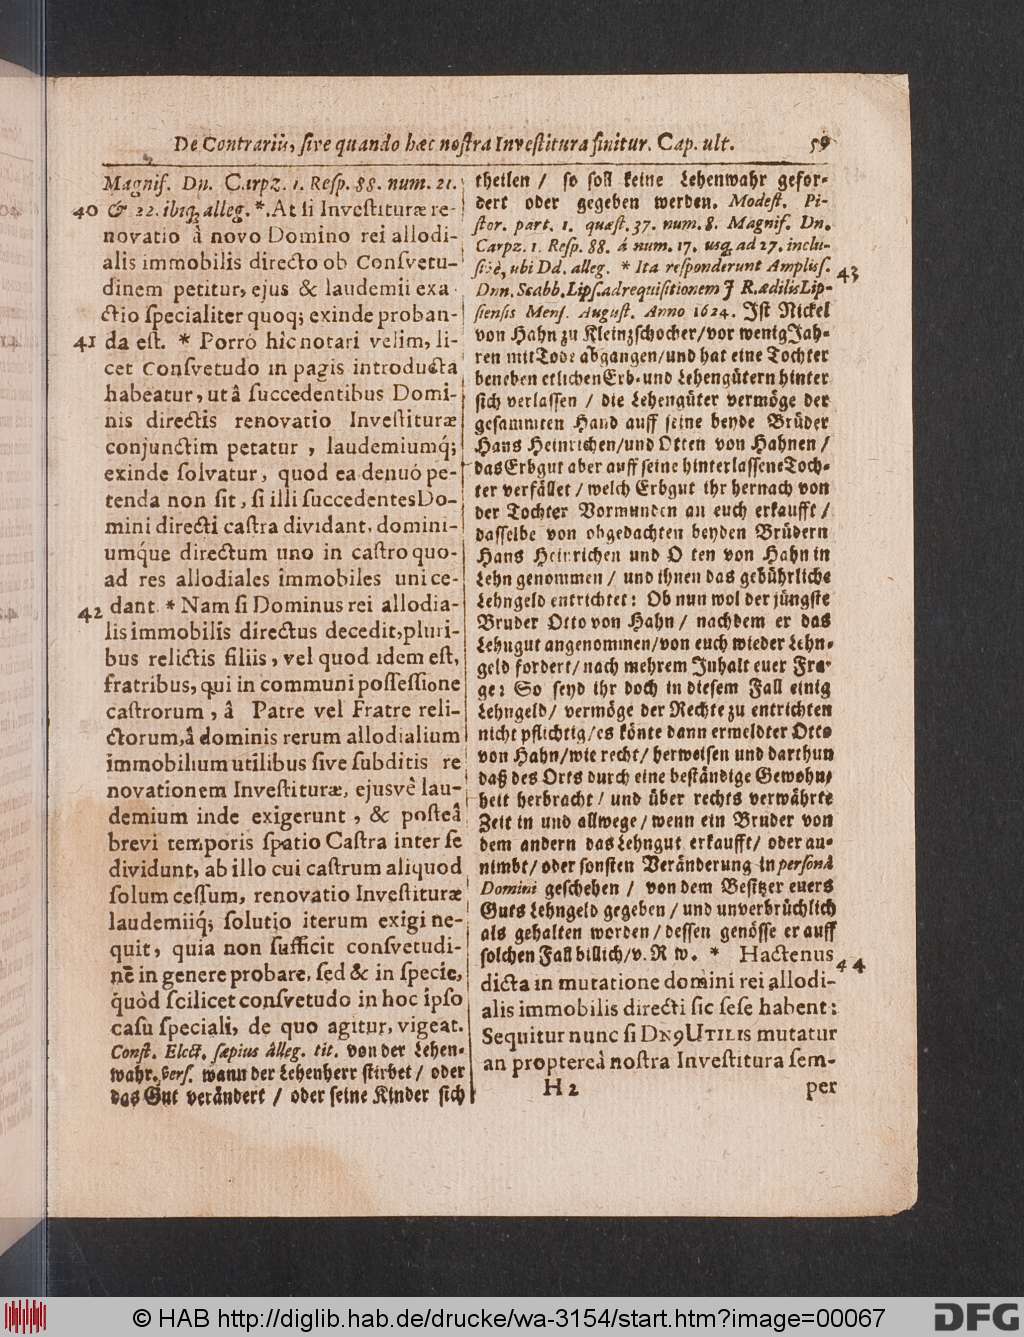 De Contrariis, sive quando hæc nostra Investitura finitur. Cap. ult. 59
Magnif. Dn. Carpz. 1. Resp. 88. num. 21.
40 & 22. ibiq, alleg. *. At si Investituræ re-
novatio â novo Domino rei allodi-
alis immobilis directo ob Consvetu-
dinem petitur, ejus & laudemii exa-
ctio specialiter quoq; exinde proban-
41 da est. * Porrò hìc notari velim, li-
cet Consvetudo in pagis introducta
habeatur, ut â succedentibus Domi-
nis directis renovatio Investituræ
conjunctim petatur, laudemiumq́;
exinde solvatur, quod ea denuó pe-
tenda non sit, si illi succedentes Do-
mini directi castra dividant, domini-
umq́ue directum uno in castro quo-
ad res allodiales immobiles uni ce-
42 dant. * Nam si Dominus rei allodia-
lis immobilis directus decedit, pluri-
bus relictis filiis, vel quod idem est,
fratribus, qui in communi possessione
castrorum, â Patre vel Fratre reli-
ctorum, â dominis rerum allodialium
immobilium utilibus sive subditis re
novationem Investituræ, ejusvè lau-
demium inde exigerunt, & posteâ
brevi temporis spatio Castra inter se
dividunt, ab illo cui castrum aliquod
solum cessum, renovatio Investituræ
laudemiiq́; solutio iterum exigi ne-
quit, quia non sufficit consvetudi-
nē in genere probare, sed & in specie,
quòd scilicet consvetudo in hoc ipso
casu speciali, de quo agitur, vigeat.
Const. Elect. sæpius âlleg. tit. von der Lehen-
wahr. vers. wann der Lehenherr stirbet / oder
das Gut verändert / oder seine Kinder sich
theilen / so soll keine Lehenwahr gefor-
dert oder gegeben werden. Modest. Pi-
stor. part. 1. quæst. 37. num. 8. Magnif. Dn.
Carpz. 1. Resp. 88. á num. 17. usq, ad 27. inclu-
sivè, ubi Dd. alleg. * Ita responderunt Ampliss. 43
Dnn. Scabb. Lips. ad requisitionem J R. ædilis Lip-
siensis Mens. August. Anno 1624. Ist Nickel
von Hahn zu Kleinzschocher / vor wenig Jah-
ren mit Tode abgangen / und hat eine Tochter
beneben etlichen Erb- und Lehengütern hinter
sich verlassen / die Lehengüter vermöge der
gesammten Hand auff seine beyde Brüder
Hans Heinrichen / und Otten von Hahnen /
das Erbgut aber auff seine hinterlassene Toch-
ter verfället / welch Erbgut ihr hernach von
der Tochter Vormunden an euch erkaufft /
dasselbe von obgedachten beyden Brüdern
Hans Heinrichen und O ten von Hahn in
Lehn genommen / und ihnen das gebührliche
Lehngeld entrichtet: Ob nun wol der jüngste
Bruder Otto von Hahn / nachdem er das
Lehngut angenommen / von euch wieder Lehn-
geld fordert / nach mehrem Inhalt euer Fra-
ge: So seyd ihr doch in diesem Fall einig
Lehngeld / vermöge der Rechte zu entrichten
nicht pflichtig / es könte dann ermeldter Otto
von Hahn / wie recht / herweisen und darthun
daß des Orts durch eine beständige Gewohn-
heit herbracht / und über rechts verwährte
Zeit in und allwege / wenn ein Bruder von
dem andern das Lehngut erkaufft / oder an-
nimbt / oder sonsten Veränderung in personâ
Domini geschehen / von dem Besitzer euers
Guts Lehngeld gegeben / und unverbrüchlich
als gehalten worden / dessen genösse er auff
solchen Fall billich / v. R w. * Hactenus 44
dicta in mutatione domini rei allodi-
alis immobilis directi sic sese habent:
Sequitur nunc si Dn9 Utilis mutatur
an proptereà nostra Investitura sem-
H 2 per
© HAB http://diglib.hab.de/drucke/wa-3154/start.htm?image=00067
DFG